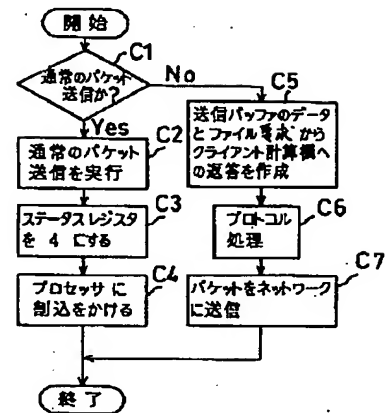 開始
C1
通常のパケット
送信か?
No
Yes
C2
通常のパケット
送信を実行
C3
ステータスレジスタ
を 4 にする
C4
プロセッサに
割込をかける
C5
送信バッファのデータ
とファイル要求から
クライアント計算機へ
の返答を作成
C6
プロトコル
処理
C7
パケットをネットワーク
に送信
終了